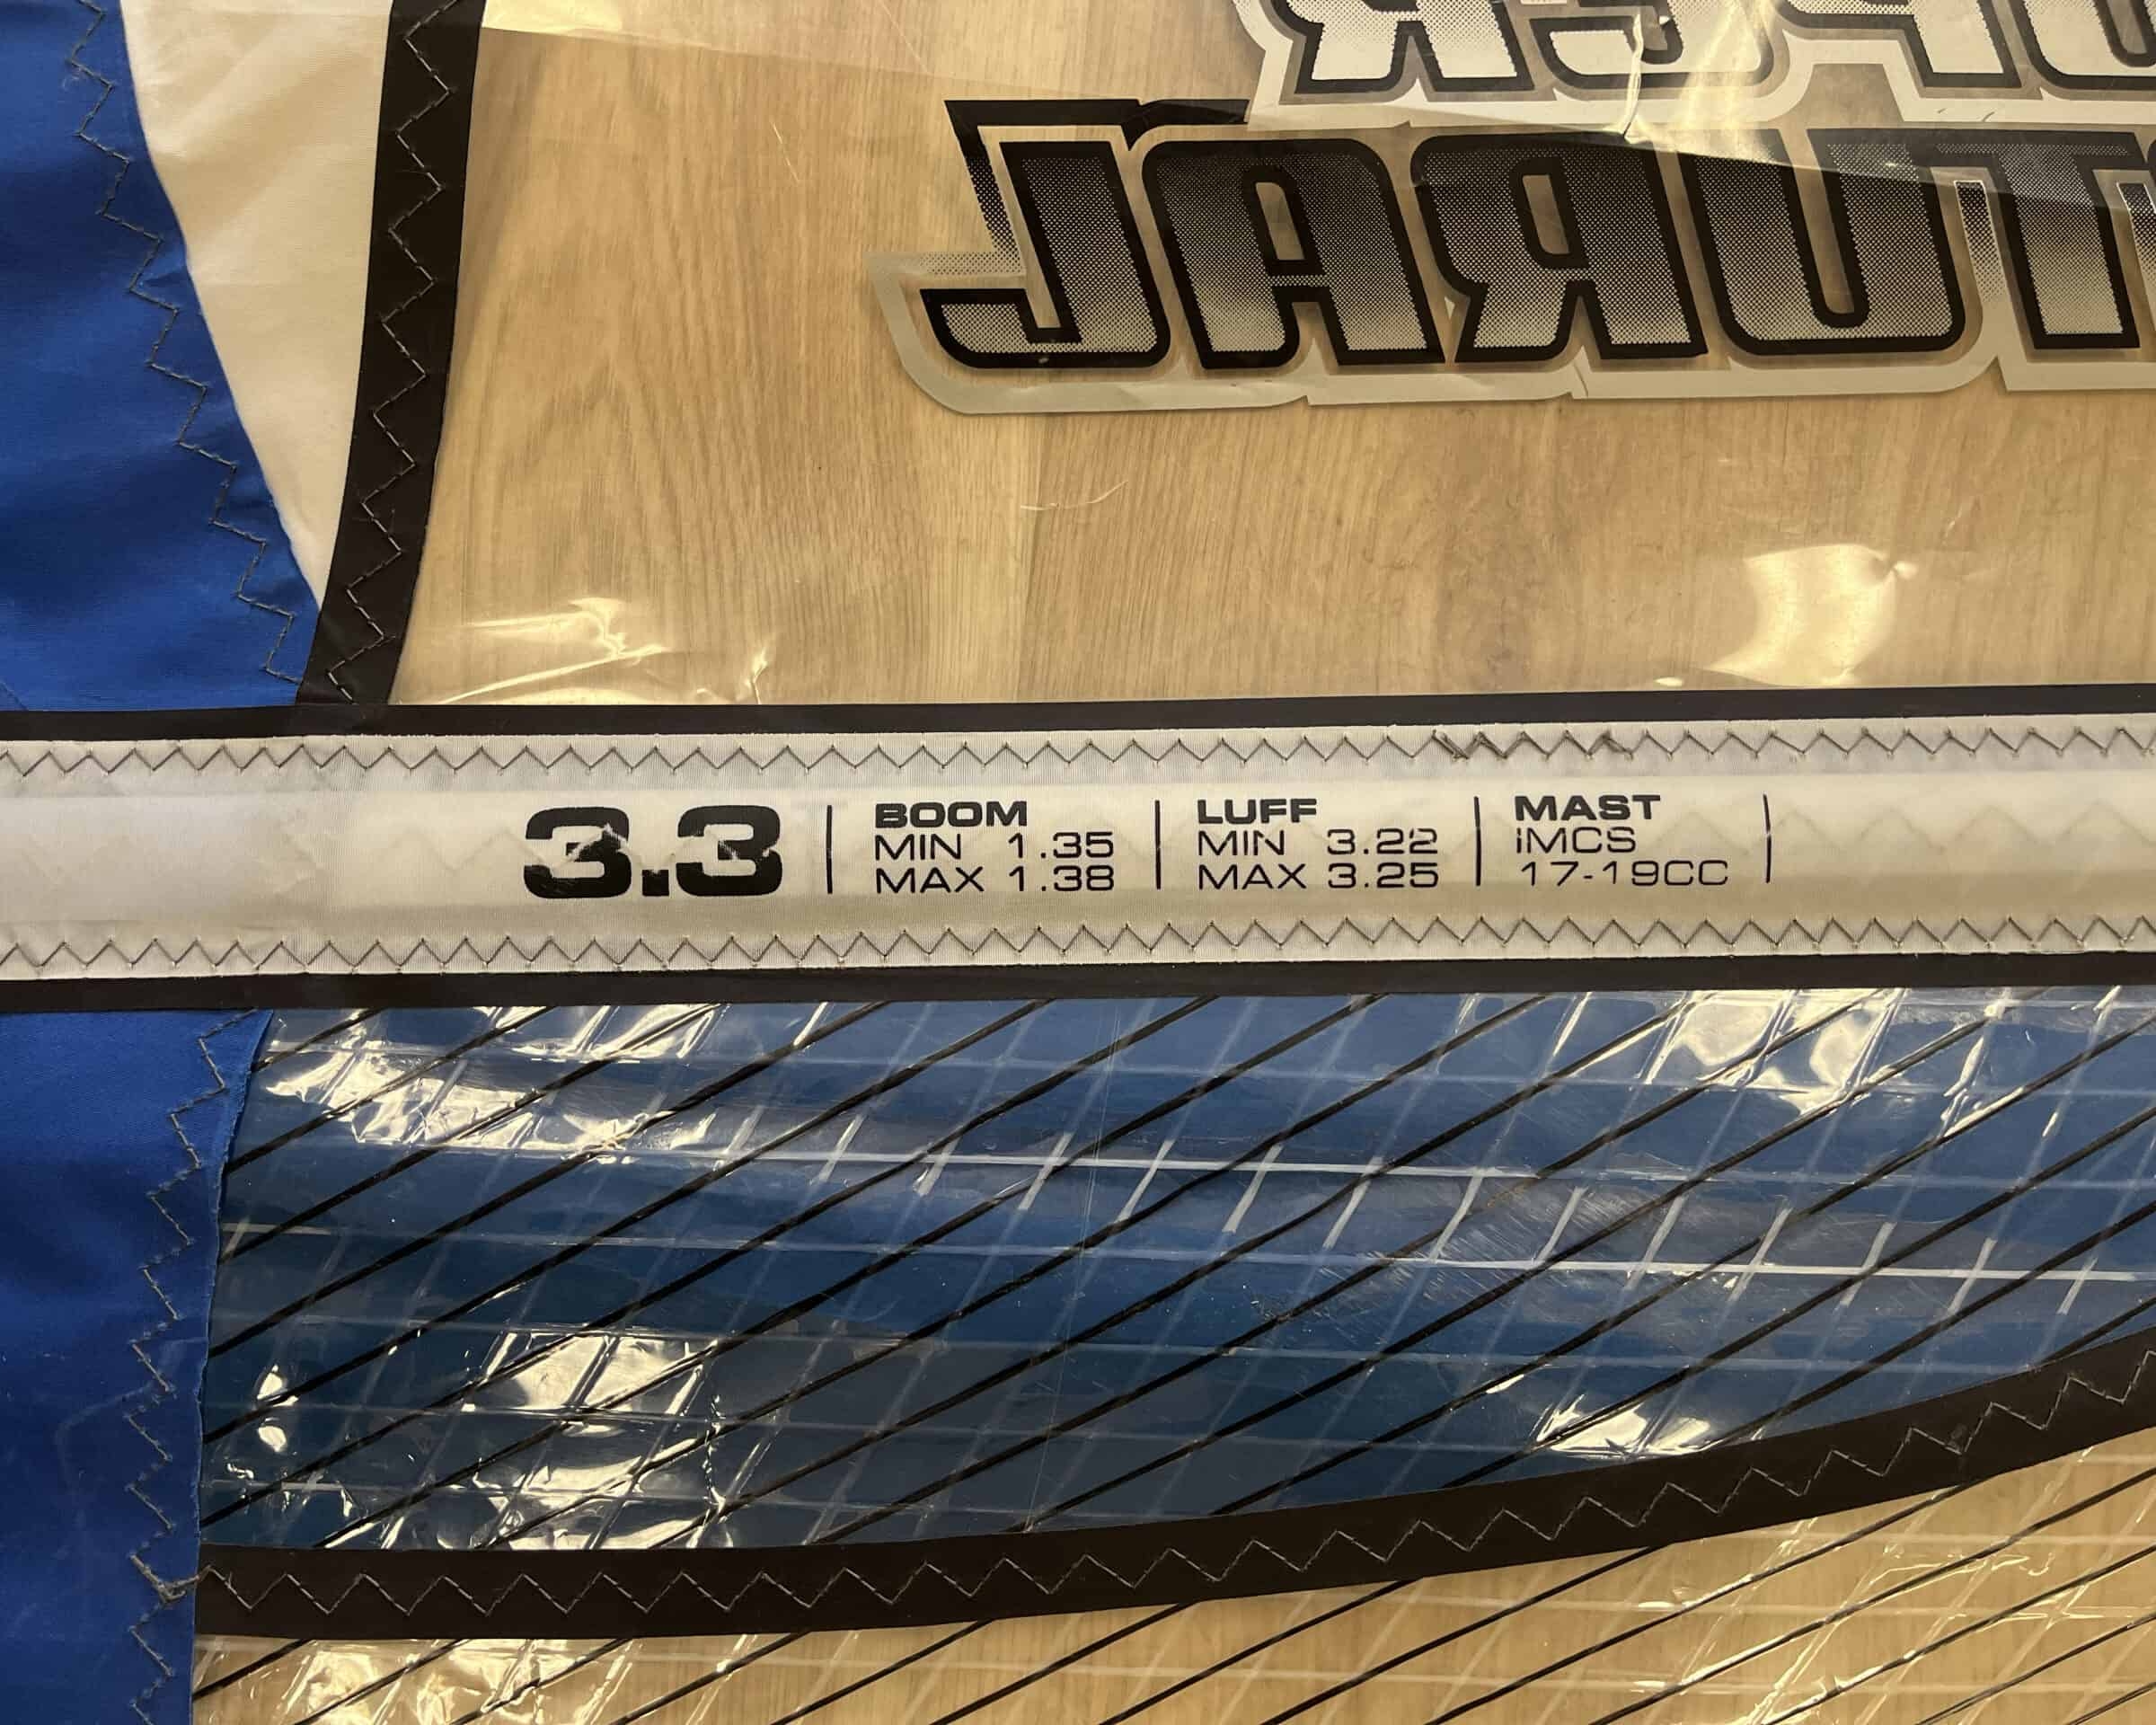 3.3
BOOM
MIN 1.35
MAX 1.38
LUFF
MIN 3.22
MAX 3.25
MAST
IMCS
17-19CC